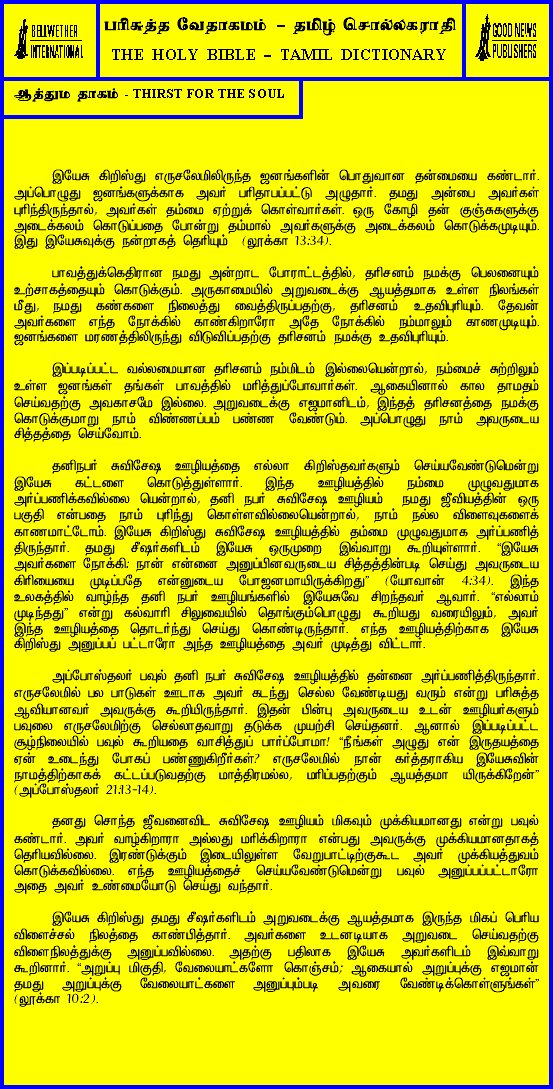 BELLWETHER
INTERNATIONAL
பரிசுத்த வேதாகமம் – தமிழ் சொல்லகராதி
THE HOLY BIBLE – TAMIL DICTIONARY
GOOD NEWS
PUBLISHERS
ஆத்தும தாகம் - THIRST FOR THE SOUL
இயேசு கிறிஸ்து எருசலேமிலிருந்த ஜனங்களின் பொதுவான தன்மையை கண்டார்.
அப்பொழுது ஜனங்களுக்காக அவர் பரிதாபப்பட்டு அழுதார். தமது அன்பை அவர்கள்
புரிந்திருந்தால், அவர்கள் தம்மை ஏற்றுக் கொள்வார்கள். ஒரு கோழி தன் குஞ்சுகளுக்கு
அடைக்கலம் கொடுப்பதை போன்று தம்மால் அவர்களுக்கு அடைக்கலம் கொடுக்கமுடியும்.
இது இயேசுவுக்கு நன்றாகத் தெரியும் (லூக்கா 13:34).
பாவத்துக்கெதிரான நமது அன்றாட போராட்டத்தில், தரிசனம் நமக்கு பெலனையும்
உற்சாகத்தையும் கொடுக்கும். அருகாமையில் அறுவடைக்கு ஆயத்தமாக உள்ள நிலங்கள்
மீது, நமது கண்களை நிலைத்து வைத்திருப்பதற்கு, தரிசனம் உதவிபுரியும். தேவன்
அவர்களை எந்த நோக்கில் காண்கிறாரோ அதே நோக்கில் நம்மாலும் காணமுடியும்.
ஜனங்களை மரணத்திலிருந்து விடுவிப்பதற்கு தரிசனம் நமக்கு உதவிபுரியும்.
இப்படிப்பட்ட வல்லமையான தரிசனம் நம்மிடம் இல்லையென்றால், நம்மைச் சுற்றிலும்
உள்ள ஜனங்கள் தங்கள் பாவத்தில் மரித்துப்போவார்கள். ஆகையினால் கால தாமதம்
செய்வதற்கு அவகாசமே இல்லை. அறுவடைக்கு எஜமானிடம், இந்தத் தரிசனத்தை நமக்கு
கொடுக்குமாறு நாம் விண்ணப்பம் பண்ண வேண்டும். அப்பொழுது நாம் அவருடைய
சித்தத்தை செய்வோம்.
தனிநபர் சுவிசேஷ ஊழியத்தை எல்லா கிறிஸ்தவர்களும் செய்யவேண்டுமென்று
இயேசு கட்டளை கொடுத்துள்ளார். இந்த ஊழியத்தில் நம்மை முழுவதுமாக
அர்ப்பணிக்கவில்லை யென்றால், தனி நபர் சுவிசேஷ ஊழியம் நமது ஜீவியத்தின் ஒரு
பகுதி என்பதை நாம் புரிந்து கொள்ளவில்லையென்றால், நாம் நல்ல விளைவுகளைக்
காணமாட்டோம். இயேசு கிறிஸ்து சுவிசேஷ ஊழியத்தில் தம்மை முழுவதுமாக அர்ப்பணித்
திருந்தார். தமது சீஷர்களிடம் இயேசு ஒருமுறை இவ்வாறு கூறியுள்ளார். “இயேசு
அவர்களை நோக்கி: நான் என்னை அனுப்பினவருடைய சித்தத்தின்படி செய்து அவருடைய
கிரியையை முடிப்பதே என்னுடைய போஜனமாயிருக்கிறது” (யோவான் 4:34). இந்த
உலகத்தில் வாழ்ந்த தனி நபர் ஊழியங்களில் இயேசுவே சிறந்தவர் ஆவார். “எல்லாம்
முடிந்தது” என்று கல்வாரி சிலுவையில் தொங்கும்பொழுது கூறியது வரையிலும், அவர்
இந்த ஊழியத்தை தொடர்ந்து செய்து கொண்டிருந்தார். எந்த ஊழியத்திற்காக இயேசு
கிறிஸ்து அனுப்பப் பட்டாரோ அந்த ஊழியத்தை அவர் முடித்து விட்டார்.
அப்போஸ்தலர் பவுல் தனி நபர் சுவிசேஷ ஊழியத்தில் தன்னை அர்ப்பணித்திருந்தார்.
எருசலேமில் பல பாடுகள் ஊடாக அவர் கடந்து செல்ல வேண்டியது வரும் என்று பரிசுத்த
ஆவியானவர் அவருக்கு கூறியிருந்தார். இதன் பின்பு அவருடைய உடன் ஊழியர்களும்
பவுலை எருசலேமிற்கு செல்லாதவாறு தடுக்க முயற்சி செய்தனர். ஆனால் இப்படிப்பட்ட
சூழ்நிலையில் பவுல் கூறியதை வாசித்துப் பார்ப்போமா! “நீங்கள் அழுது என் இருதயத்தை
ஏன் உடைந்து போகப் பண்ணுகிறீர்கள்? எருசலேமில் நான் கர்த்தராகிய இயேசுவின்
நாமத்திற்காகக் கட்டப்படுவதற்கு மாத்திரமல்ல, மரிப்பதற்கும் ஆயத்தமா யிருக்கிறேன்”
(அப்போஸ்தலர் 21:13-14).
தனது சொந்த ஜீவனைவிட சுவிசேஷ ஊழியம் மிகவும் முக்கியமானது என்று பவுல்
கண்டார். அவர் வாழ்கிறாரா அல்லது மரிக்கிறாரா என்பது அவருக்கு முக்கியமானதாகத்
தெரியவில்லை. இரண்டுக்கும் இடையிலுள்ள வேறுபாட்டிற்குகூட அவர் முக்கியத்துவம்
கொடுக்கவில்லை. எந்த ஊழியத்தைச் செய்யவேண்டுமென்று பவுல் அனுப்பப்பட்டாரோ
அதை அவர் உண்மையோடு செய்து வந்தார்.
இயேசு கிறிஸ்து தமது சீஷர்களிடம் அறுவடைக்கு ஆயத்தமாக இருந்த மிகப் பெரிய
விளைச்சல் நிலத்தை காண்பித்தார். அவர்களை உடனடியாக அறுவடை செய்வதற்கு
விளைநிலத்துக்கு அனுப்பவில்லை. அதற்கு பதிலாக இயேசு அவர்களிடம் இவ்வாறு
கூறினார். “அறுப்பு மிகுதி, வேலையாட்களோ கொஞ்சம்; ஆகையால் அறுப்புக்கு எஜமான்
தமது அறுப்புக்கு வேலையாட்களை அனுப்பும்படி அவரை வேண்டிக்கொள்ளுங்கள்”
(லூக்கா 10:2).